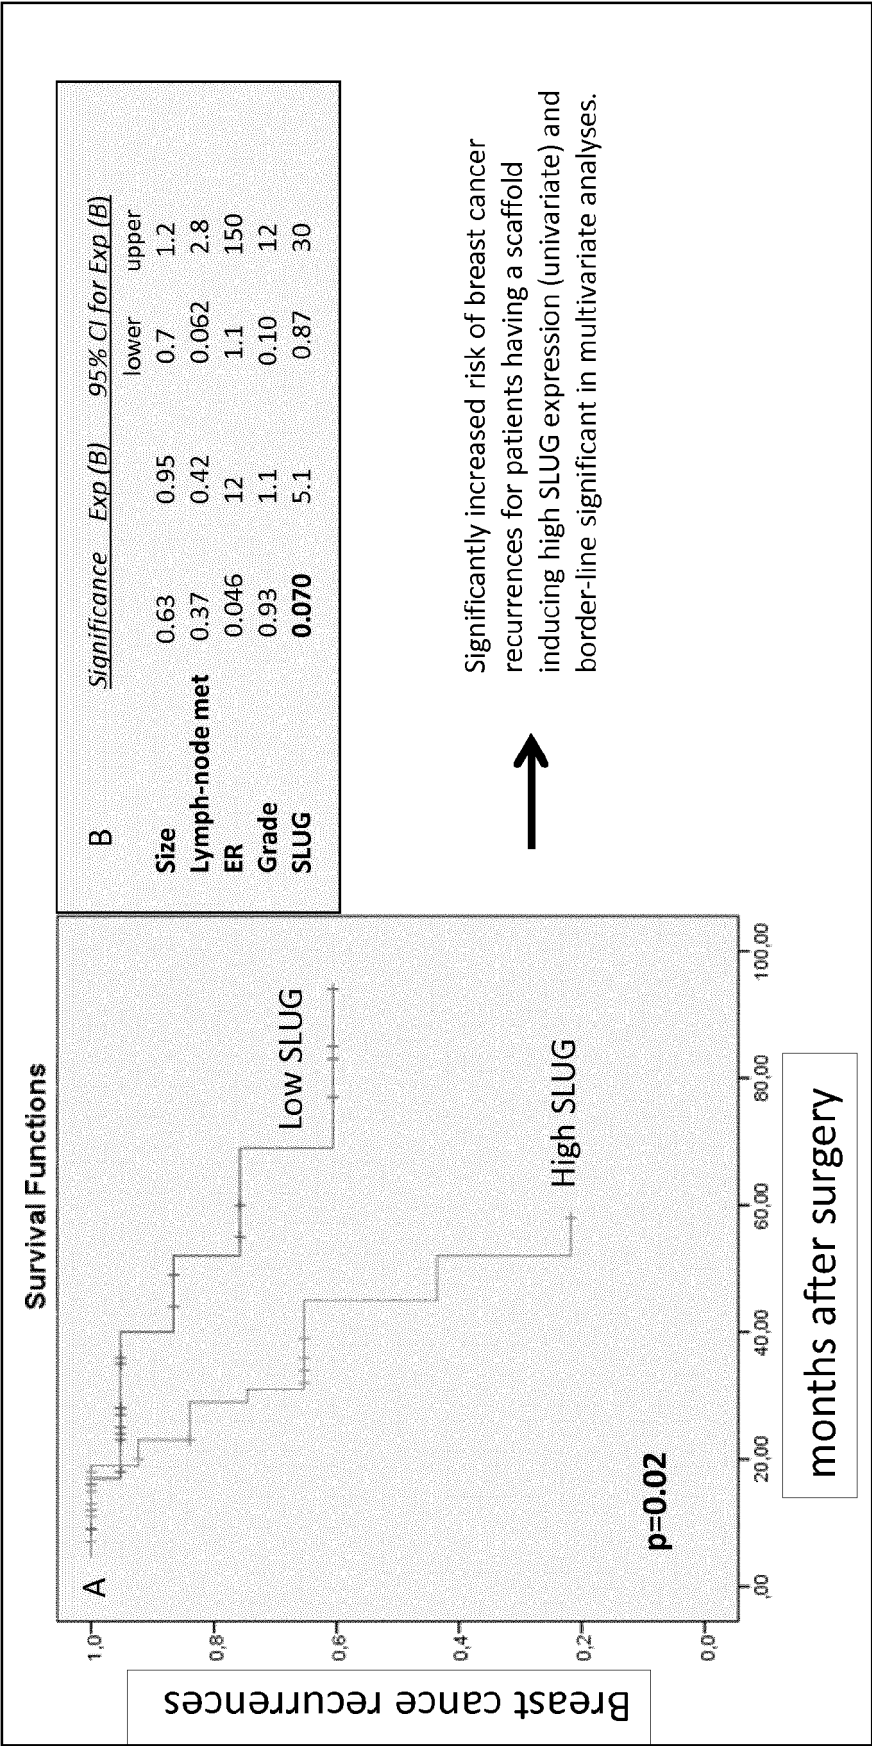 Survival Functions
A
Breast cance recurrences
1,0
0,8
0,6
0,4
0,2
0,0
Low SLUG
High SLUG
p=0.02
,00
20,00
40,00
60,00
80,00
100,00
months after surgery
B
Significance Exp (B) 95% CI for Exp (B)
lower upper
Size 0.63 0.95 0.7 1.2
Lymph-node met 0.37 0.42 0.062 2.8
ER 0.046 12 1.1 150
Grade 0.93 1.1 0.10 12
SLUG 0.070 5.1 0.87 30
Significantly increased risk of breast cancer
recurrences for patients having a scaffold
inducing high SLUG expression (univariate) and
border-line significant in multivariate analyses.